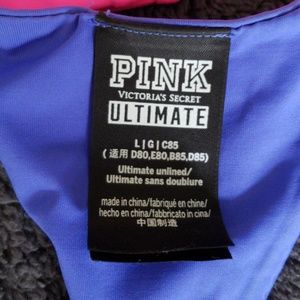 PINK
VICTORIA'S SECRET
ULTIMATE
L|G|C85
(适用 D80,E80,B85,D85)
Ultimate unlined/
Ultimate sans doublure
made in china/fabriqué en chine/
hecho en china/fabbricato in cina/
中国制造